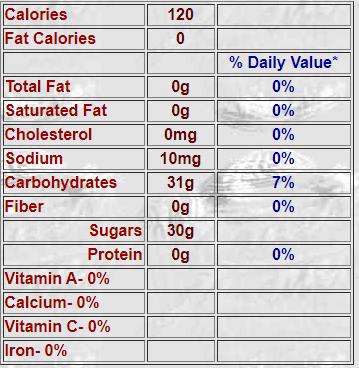 Calories 120
Fat Calories 0
% Daily Value*
Total Fat 0g 0%
Saturated Fat 0g 0%
Cholesterol 0mg 0%
Sodium 10mg 0%
Carbohydrates 31g 7%
Fiber 0g 0%
Sugars 30g
Protein 0g 0%
Vitamin A- 0%
Calcium- 0%
Vitamin C- 0%
Iron- 0%